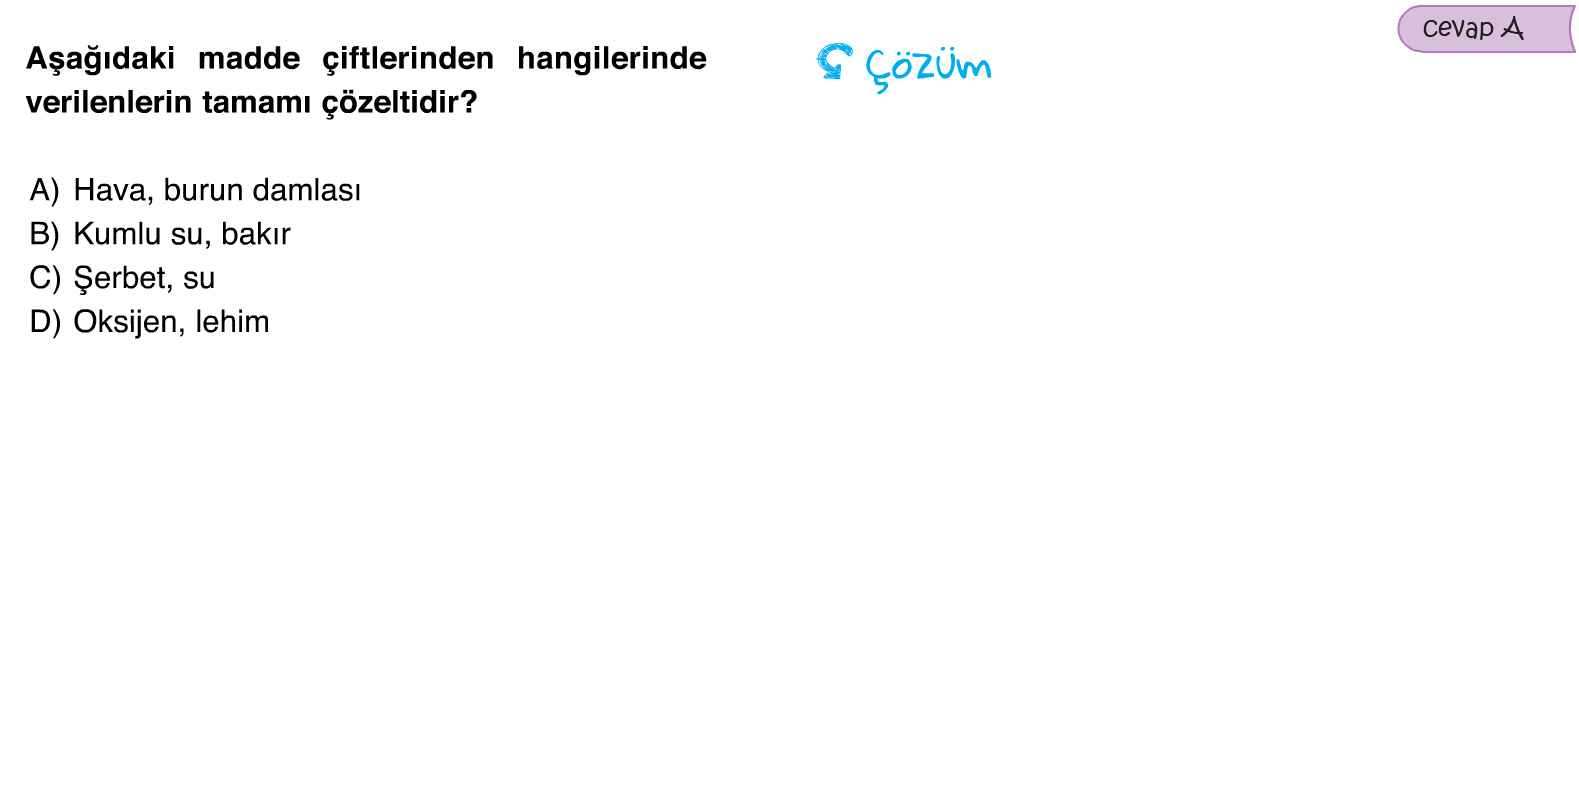 Aşağıdaki madde çiftlerinden hangilerinde
verilenlerin tamamı çözeltidir?
A) Hava, burun damlası
B) Kumlu su, bakır
C) Şerbet, su
D) Oksijen, lehim
Çözüm
Cevap A